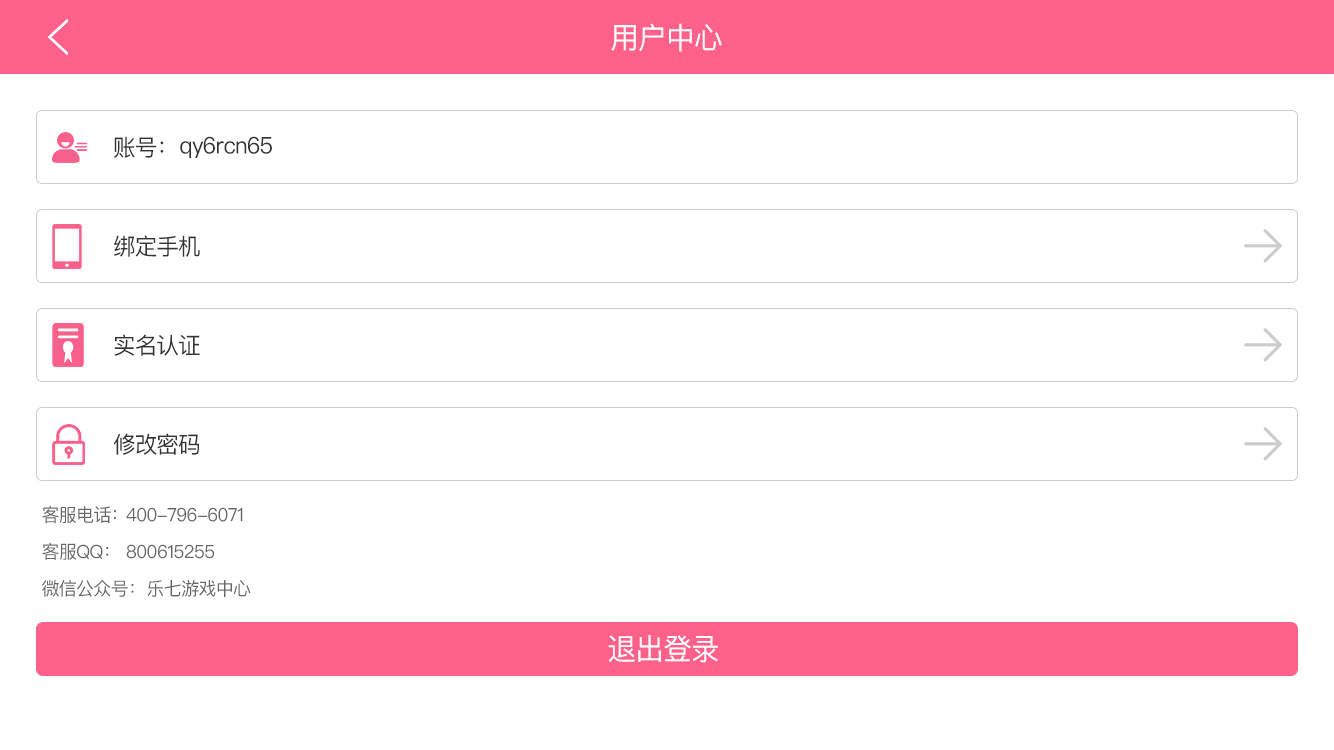 用户中心
账号：qy6rcn65
绑定手机
实名认证
修改密码
客服电话：400-796-6071
客服QQ： 800615255
微信公众号：乐七游戏中心
退出登录